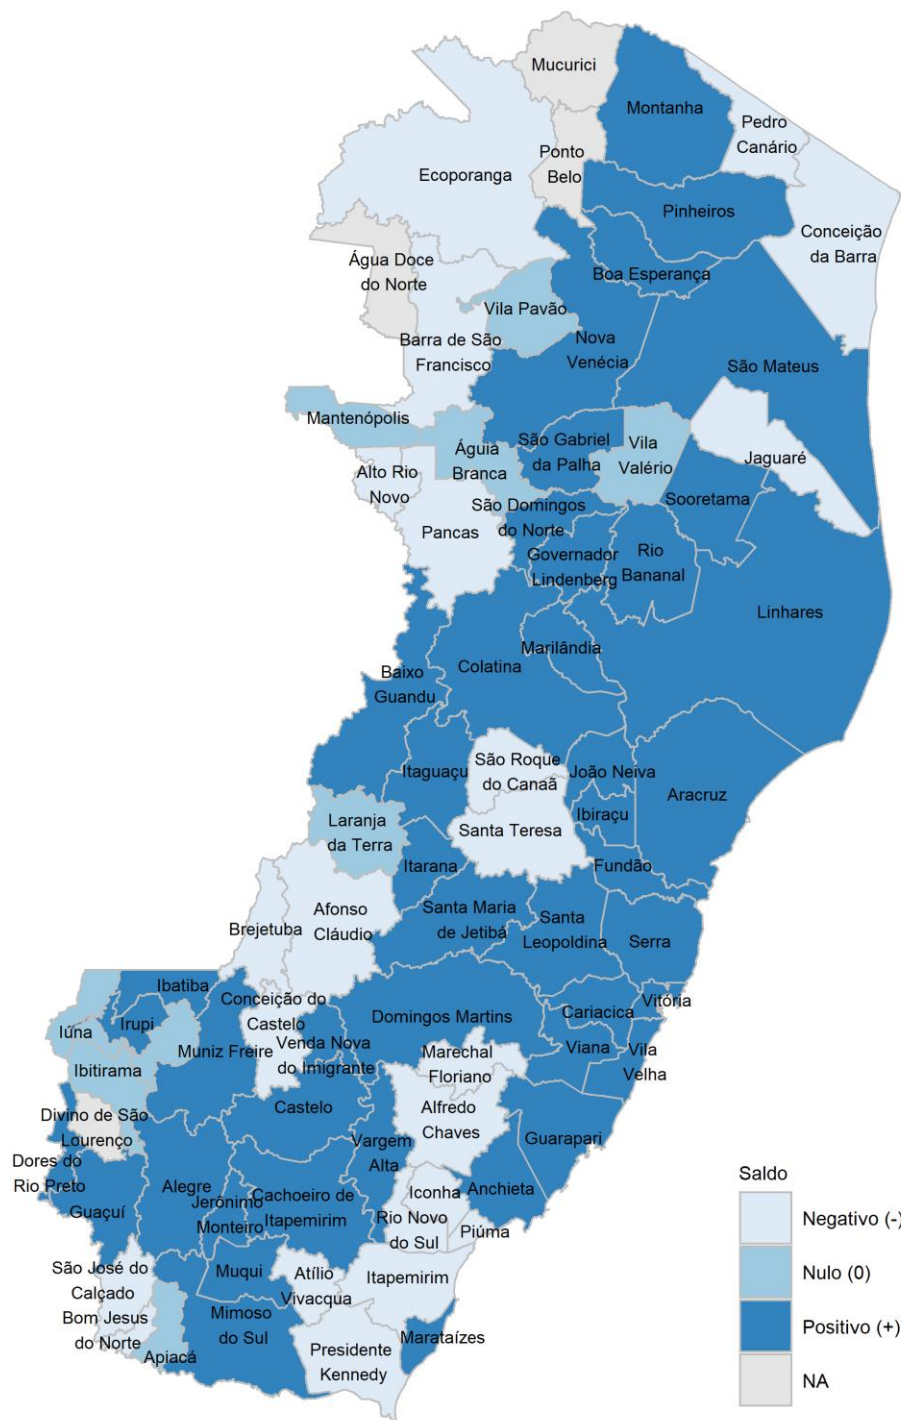 Mucurici
Montanha
Pedro
Canário
Ponto
Belo
Ecoporanga
Pinheiros
Conceição
da Barra
Água Doce
do Norte
Boa Esperança
Vila Pavão
Barra de São
Francisco
Nova
Venécia
São Mateus
Mantenópolis
Águia
Branca
São Gabriel
da Palha
Vila
Valério
Jaguaré
Alto Rio
Novo
Sooretama
São Domingos
do Norte
Pancas
Governador
Lindenberg
Rio
Bananal
Linhares
Marilândia
Colatina
Baixo
Guandu
São Roque
do Canaã
Itaguaçu
João Neiva
Aracruz
Ibiraçu
Laranja
da Terra
Santa Teresa
Itarana
Fundão
Afonso
Cláudio
Brejetuba
Santa Maria
de Jetibá
Santa
Leopoldina
Serra
Ibatiba
Conceição do
Castelo
Vitória
Cariacica
Domingos Martins
Iúna
Irupi
Muniz Freire
Venda Nova
do Imigrante
Marechal
Floriano
Viana
Vila
Velha
Ibitirama
Castelo
Alfredo
Chaves
Divino de São
Lourenço
Guarapari
Vargem
Alta
Dores do
Rio Preto
Alegre
Jerônimo
Monteiro
Cachoeiro de
Itapemirim
Iconha
Anchieta
Guaçuí
Rio Novo
do Sul
Piúma
São José do
Calçado
Muqui
Atílio
Vivacqua
Itapemirim
Bom Jesus
do Norte
Mimoso
do Sul
Marataízes
Apiacá
Presidente
Kennedy
Saldo
Negativo (-)
Nulo (0)
Positivo (+)
NA